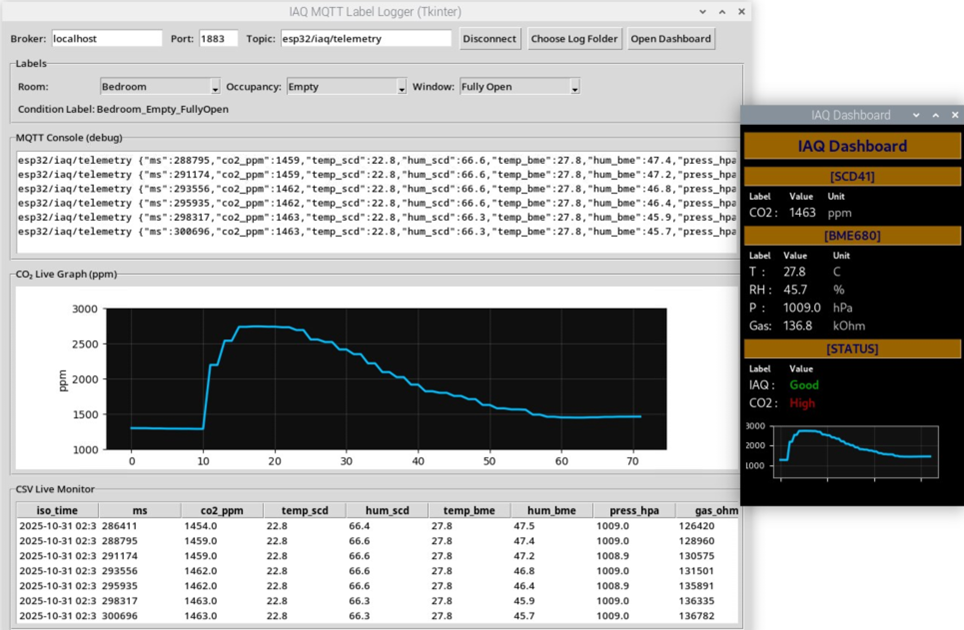 IAQ MQTT Label Logger (Tkinter)
Broker: localhost Port: 1883 Topic: esp32/iaq/telemetry Disconnect Choose Log Folder Open Dashboard
Labels
Room: Bedroom Occupancy: Empty Window: Fully Open
Condition Label: Bedroom_Empty_FullyOpen
MQTT Console (debug)
esp32/iaq/telemetry {"ms":288795,"co2_ppm":1459,"temp_scd":22.8,"hum_scd":66.6,"temp_bme":27.8,"hum_bme":47.4,"press_hpa
esp32/iaq/telemetry {"ms":291174,"co2_ppm":1459,"temp_scd":22.8,"hum_scd":66.6,"temp_bme":27.8,"hum_bme":47.2,"press_hpa
esp32/iaq/telemetry {"ms":293556,"co2_ppm":1462,"temp_scd":22.8,"hum_scd":66.6,"temp_bme":27.8,"hum_bme":46.8,"press_hpa
esp32/iaq/telemetry {"ms":295935,"co2_ppm":1462,"temp_scd":22.8,"hum_scd":66.6,"temp_bme":27.8,"hum_bme":46.4,"press_hpa
esp32/iaq/telemetry {"ms":298317,"co2_ppm":1463,"temp_scd":22.8,"hum_scd":66.3,"temp_bme":27.8,"hum_bme":45.9,"press_hpa
esp32/iaq/telemetry {"ms":300696,"co2_ppm":1463,"temp_scd":22.8,"hum_scd":66.3,"temp_bme":27.8,"hum_bme":45.7,"press_hpa
CO₂ Live Graph (ppm)
3000
2500
2000
1500
1000
ppm
0 10 20 30 40 50 60 70
CSV Live Monitor
iso_time ms co2_ppm temp_scd hum_scd temp_bme hum_bme press_hpa gas_ohm
2025-10-31 02:3 286411 1454.0 22.8 66.4 27.8 47.5 1009.0 126420
2025-10-31 02:3 288795 1459.0 22.8 66.6 27.8 47.4 1009.0 128960
2025-10-31 02:3 291174 1459.0 22.8 66.6 27.8 47.2 1008.9 130575
2025-10-31 02:3 293556 1462.0 22.8 66.6 27.8 46.8 1009.0 131501
2025-10-31 02:3 295935 1462.0 22.8 66.6 27.8 46.4 1008.9 135891
2025-10-31 02:3 298317 1463.0 22.8 66.3 27.8 45.9 1009.0 136335
2025-10-31 02:3 300696 1463.0 22.8 66.3 27.8 45.7 1009.0 136782
IAQ Dashboard
IAQ Dashboard
[SCD41]
Label Value Unit
CO2 : 1463 ppm
[BME680]
Label Value Unit
T : 27.8 C
RH : 45.7 %
P : 1009.0 hPa
Gas: 136.8 kOhm
[STATUS]
Label Value
IAQ : Good
CO2 : High
3000
2000
1000